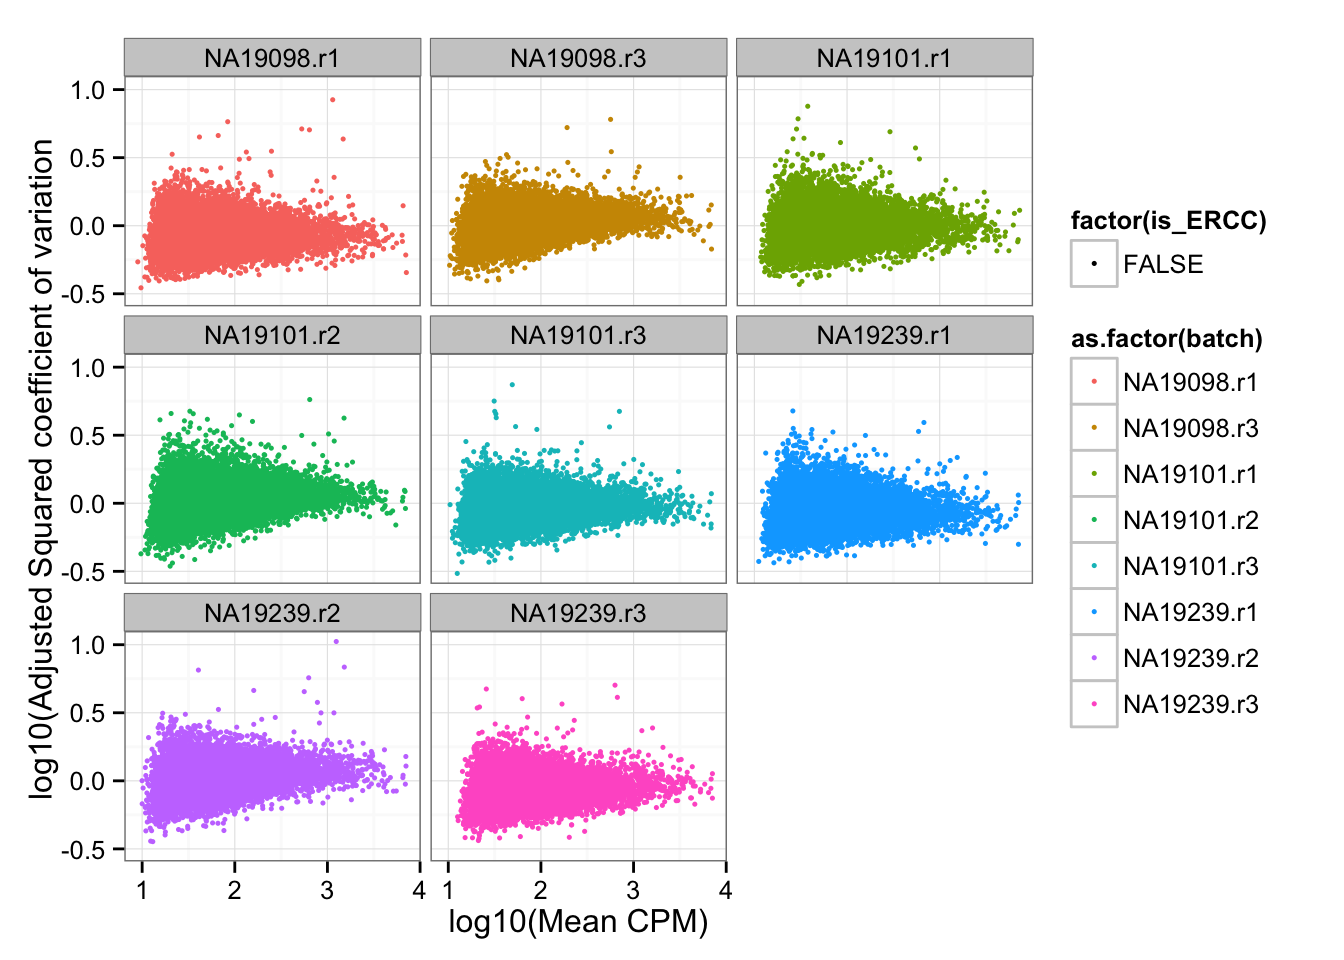 NA19098.r1 NA19098.r3 NA19101.r1
1.0
0.5
0.0
-0.5
NA19101.r2 NA19101.r3 NA19239.r1
1.0
0.5
0.0
-0.5
NA19239.r2 NA19239.r3
1.0
0.5
0.0
-0.5
1 2 3 4 1 2 3 4
log10(Mean CPM)
log10(Adjusted Squared coefficient of variation
factor(is_ERCC)
FALSE
as.factor(batch)
NA19098.r1
NA19098.r3
NA19101.r1
NA19101.r2
NA19101.r3
NA19239.r1
NA19239.r2
NA19239.r3